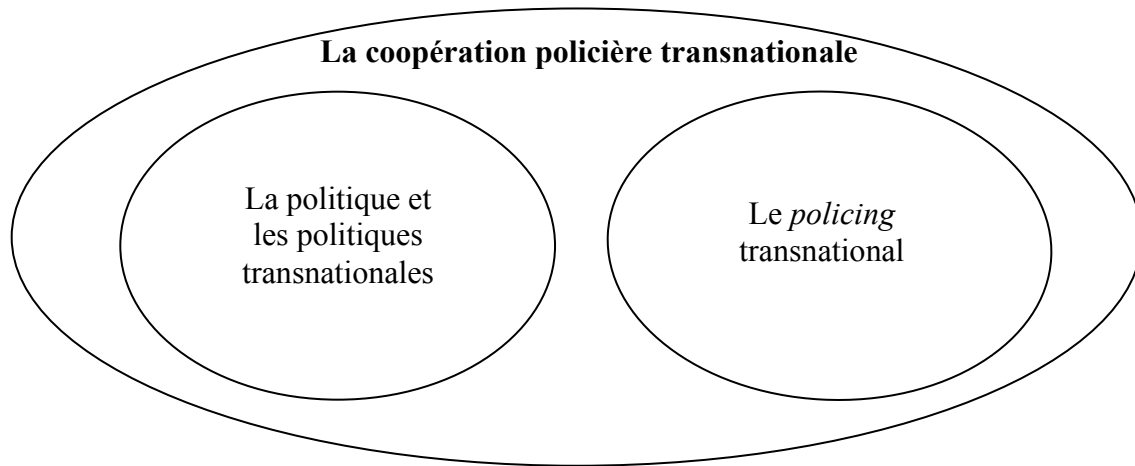 La coopération policière transnationale
La politique et
les politiques
transnationales
Le policing
transnational